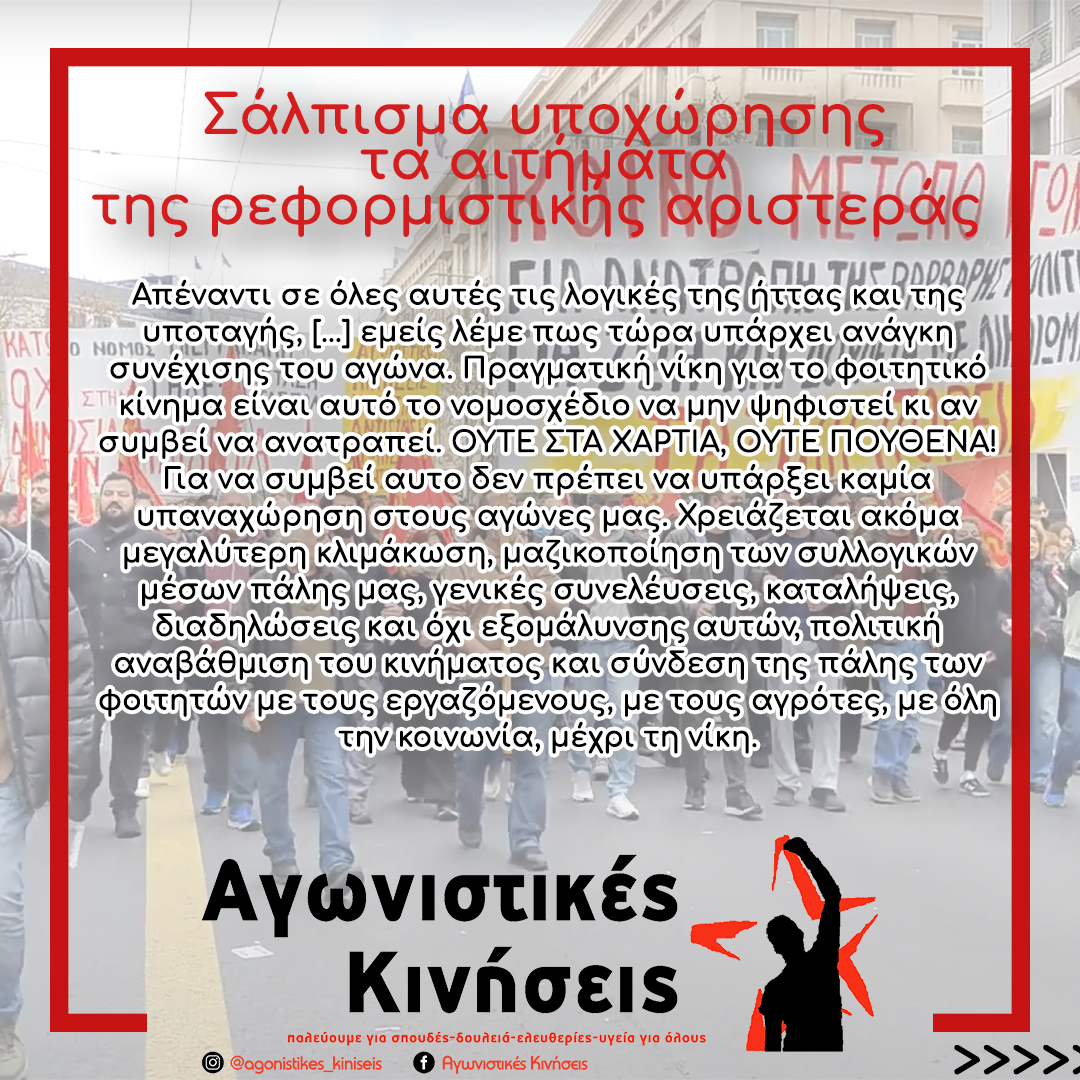 Σάλπισμα υποχώρησης
τα αιτήματα
της ρεφορμιστικής αριστεράς
ΚΟΙΝΟ ΜΕΤΩΠΟ
ΓΙΑ ΑΝΑΤΡΟΠΗ ΤΗΣ ΒΑΡΒΑΡΗΣ
Απέναντι σε όλες αυτές τις λογικές της ήττας και της
υποταγής, [...] εμείς λέμε πως τώρα υπάρχει ανάγκη
συνέχισης του αγώνα. Πραγματική νίκη για το φοιτητικό
κίνημα είναι αυτό το νομοσχέδιο να μην ψηφιστεί κι αν
συμβεί να ανατραπεί. ΟΥΤΕ ΣΤΑ ΧΑΡΤΙΑ, ΟΥΤΕ ΠΟΥΘΕΝΑ!
Για να συμβεί αυτο δεν πρέπει να υπάρξει καμία
υπαναχώρηση στους αγώνες μας. Χρειάζεται ακόμα
μεγαλύτερη κλιμάκωση, μαζικοποίηση των συλλογικών
μέσων πάλης μας, γενικές συνελέυσεις, καταλήψεις,
διαδηλώσεις και όχι εξομάλυνσης αυτών, πολιτική
αναβάθμιση του κινήματος και σύνδεση της πάλης των
φοιτητών με τους εργαζόμενους, με τους αγρότες, με όλη
την κοινωνία, μέχρι τη νίκη.
Αγωνιστικές
Κινήσεις
παλεύουμε για σπουδές-δουλειά-ελευθερίες-υγεία για όλους
@agonistikes_kiniseis Αγωνιστικές Κινήσεις
>>>>>